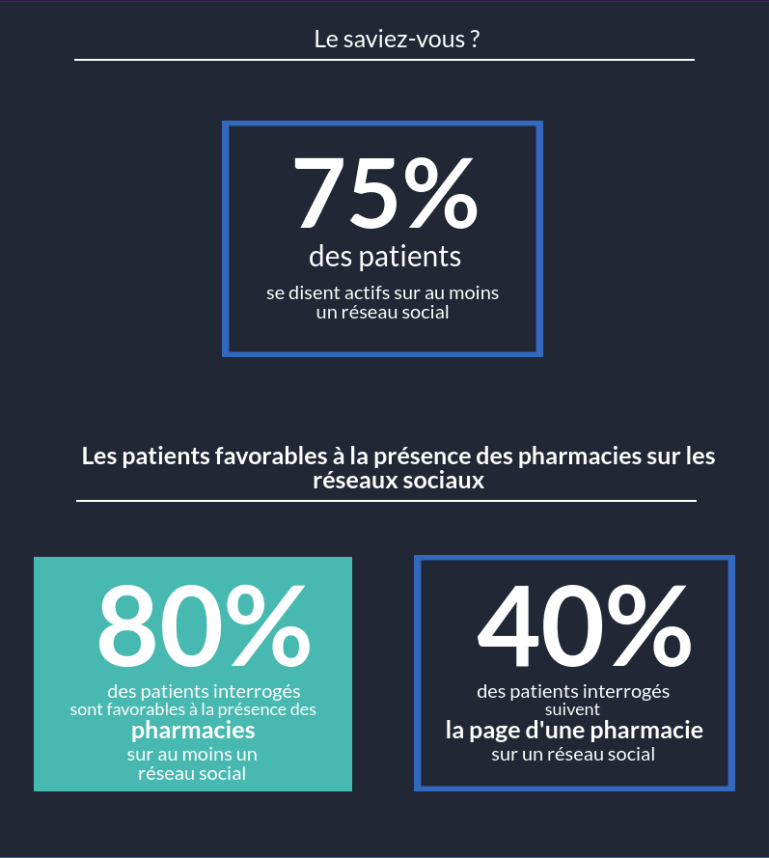 Le saviez-vous ?
75%
des patients
se disent actifs sur au moins
un réseau social
Les patients favorables à la présence des pharmacies sur les
réseaux sociaux
80%
des patients interrogés
sont favorables à la présence des
pharmacies
sur au moins un
réseau social
40%
des patients interrogés
suivent
la page d'une pharmacie
sur un réseau social